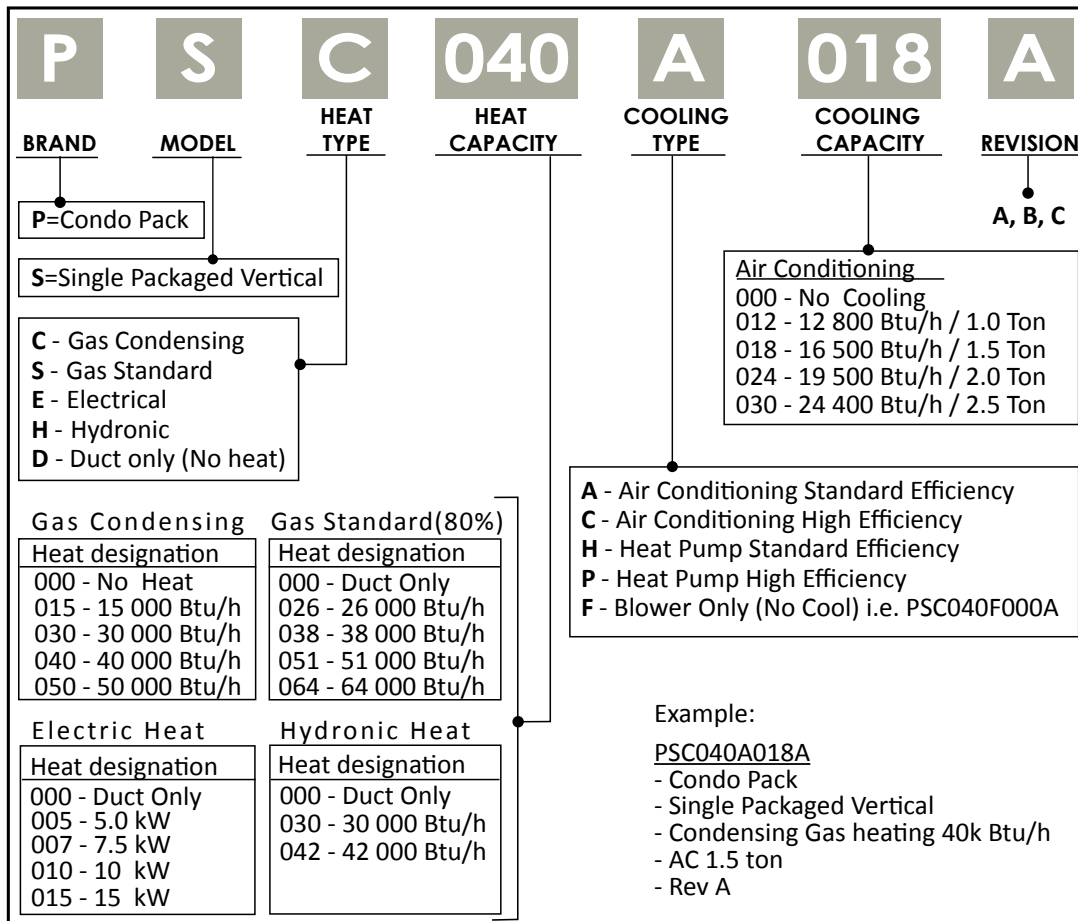 P S C 040 A 018 A
BRAND
MODEL
HEAT
TYPE
HEAT
CAPACITY
COOLING
TYPE
COOLING
CAPACITY
REVISION
P=Condo Pack
S=Single Packaged Vertical
A, B, C
C - Gas Condensing
S - Gas Standard
E - Electrical
H - Hydronic
D - Duct only (No heat)
Air Conditioning
000 - No Cooling
012 - 12 800 Btu/h / 1.0 Ton
018 - 16 500 Btu/h / 1.5 Ton
024 - 19 500 Btu/h / 2.0 Ton
030 - 24 400 Btu/h / 2.5 Ton
A - Air Conditioning Standard Efficiency
C - Air Conditioning High Efficiency
H - Heat Pump Standard Efficiency
P - Heat Pump High Efficiency
F - Blower Only (No Cool) i.e. PSC040F000A
Gas Condensing
Heat designation
000 - No Heat
015 - 15 000 Btu/h
030 - 30 000 Btu/h
040 - 40 000 Btu/h
050 - 50 000 Btu/h
Gas Standard(80%)
Heat designation
000 - Duct Only
026 - 26 000 Btu/h
038 - 38 000 Btu/h
051 - 51 000 Btu/h
064 - 64 000 Btu/h
Electric Heat
Heat designation
000 - Duct Only
005 - 5.0 kW
007 - 7.5 kW
010 - 10 kW
015 - 15 kW
Hydronic Heat
Heat designation
000 - Duct Only
030 - 30 000 Btu/h
042 - 42 000 Btu/h
Example:
PSC040A018A
- Condo Pack
- Single Packaged Vertical
- Condensing Gas heating 40k Btu/h
- AC 1.5 ton
- Rev A